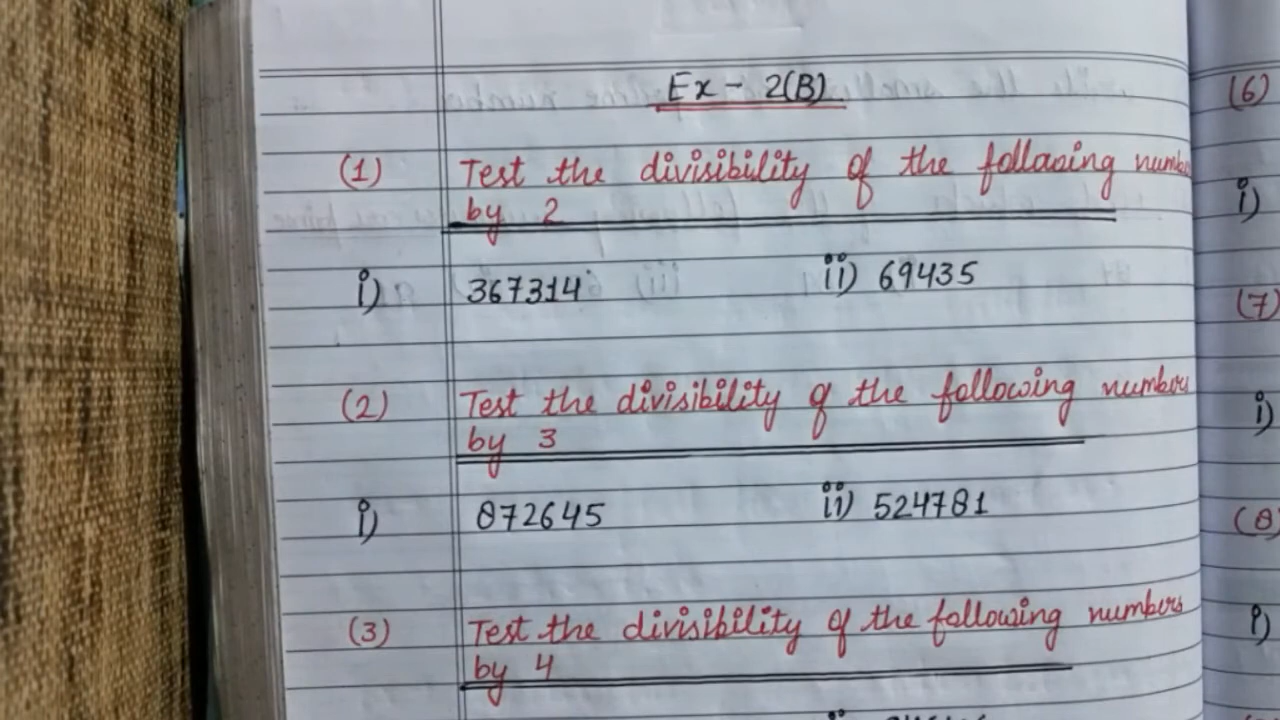 Ex - 2(B)
(1) Test the divisibility of the following
by 2
i) 367314 ii) 69435
(2) Test the divisibility of the following numbers
by 3
i) 872645 ii) 524781
(3) Test the divisibility of the following numbers
by 4
(6)
i)
(7)
i)
(8)
i)